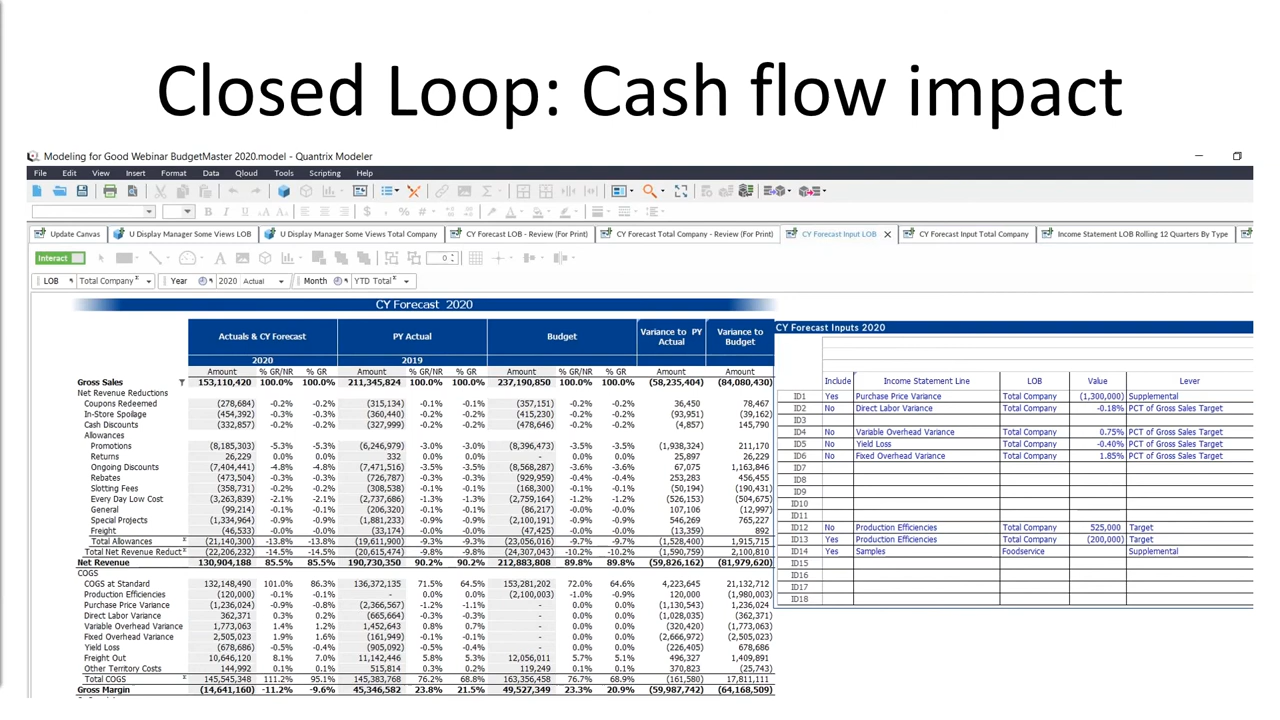 Closed Loop: Cash flow impact
Modeling for Good Webinar BudgetMaster 2020.model - Quantrix Modeler
File Edit View Insert Format Data Qloud Tools Scripting Help
Update Canvas U Display Manager Some Views LOB U Display Manager Some Views Total Company CY Forecast LOB - Review (For Print) CY Forecast Total Company - Review (For Print) CY Forecast Input LOB CY Forecast Input Total Company Income Statement LOB Rolling 12 Quarters By Type
Interact 0
LOB Total Company Year 2020 Actual Month YTD Total
CY Forecast 2020
Actuals & CY Forecast PY Actual Budget Variance to PY Actual Variance to Budget
2020 2019
Amount % GR/NR % GR Amount % GR/NR % GR Amount % GR/NR % GR Amount Amount
Gross Sales 153,110,420 100.0% 100.0% 211,345,824 100.0% 100.0% 237,190,850 100.0% 100.0% (58,235,404) (84,080,430)
Net Revenue Reductions
Coupons Redeemed (278,684) -0.2% -0.2% (315,134) -0.1% -0.1% (357,151) -0.2% -0.2% 36,450 78,467
In-Store Spoilage (454,392) -0.3% -0.3% (360,440) -0.2% -0.2% (415,230) -0.2% -0.2% (93,951) (39,162)
Cash Discounts (332,857) -0.2% -0.2% (327,999) -0.2% -0.2% (478,646) -0.2% -0.2% (4,857) 145,790
Allowances
Promotions (8,185,303) -5.3% -5.3% (6,246,979) -3.0% -3.0% (8,396,473) -3.5% -3.5% (1,938,324) 211,170
Returns 26,229 0.0% 0.0% 332 0.0% 0.0% - 0.0% 0.0% 25,897 26,229
Ongoing Discounts (7,404,441) -4.8% -4.8% (7,471,516) -3.5% -3.5% (8,568,287) -3.6% -3.6% 67,075 1,163,846
Rebates (473,504) -0.3% -0.3% (726,787) -0.3% -0.3% (929,959) -0.4% -0.4% 253,283 456,455
Slotting Fees (358,731) -0.2% -0.2% (308,538) -0.1% -0.1% (168,300) -0.1% -0.1% (50,194) (190,431)
Every Day Low Cost (3,263,839) -2.1% -2.1% (2,737,686) -1.3% -1.3% (2,759,164) -1.2% -1.2% (526,153) (504,675)
General (99,214) -0.1% -0.1% (206,320) -0.1% -0.1% (86,217) -0.0% -0.0% 107,106 (12,997)
Special Projects (1,334,964) -0.9% -0.9% (1,881,233) -0.9% -0.9% (2,100,191) -0.9% -0.9% 546,269 765,227
Freight (46,533) -0.0% -0.0% (33,174) -0.0% -0.0% (47,425) -0.0% -0.0% (13,359) 892
Total Allowances (21,140,300) -13.8% -13.8% (19,611,900) -9.3% -9.3% (23,056,016) -9.7% -9.7% (1,528,400) 1,915,715
Total Net Revenue Reduct (22,206,232) -14.5% -14.5% (20,615,474) -9.8% -9.8% (24,307,043) -10.2% -10.2% (1,590,759) 2,100,810
Net Revenue 130,904,188 85.5% 85.5% 190,730,350 90.2% 90.2% 212,883,808 89.8% 89.8% (59,826,162) (81,979,620)
COGS
COGS at Standard 132,148,490 101.0% 86.3% 136,372,135 71.5% 64.5% 153,281,202 72.0% 64.6% 4,223,645 21,132,712
Production Efficiencies (120,000) -0.1% -0.1% - 0.0% 0.0% (2,100,003) -1.0% -0.9% 120,000 (1,980,003)
Purchase Price Variance (1,236,024) -0.9% -0.8% (2,366,567) -1.2% -1.1% - 0.0% 0.0% (1,130,543) 1,236,024
Direct Labor Variance 362,371 0.3% 0.2% (665,664) -0.3% -0.3% - 0.0% 0.0% (1,028,035) (362,371)
Variable Overhead Variance 1,773,063 1.4% 1.2% 1,452,643 0.8% 0.7% - 0.0% 0.0% (320,420) (1,773,063)
Fixed Overhead Variance 2,505,023 1.9% 1.6% (161,949) -0.1% -0.1% - 0.0% 0.0% (2,666,972) (2,505,023)
Yield Loss (678,686) -0.5% -0.4% (905,092) -0.5% -0.4% - 0.0% 0.0% (226,405) 678,686
Freight Out 10,646,120 8.1% 7.0% 11,142,446 5.8% 5.3% 12,056,011 5.7% 5.1% 496,327 1,409,891
Other Territory Costs 144,992 0.1% 0.1% 515,814 0.3% 0.2% 119,249 0.1% 0.1% 370,823 (25,743)
Total COGS 145,545,348 111.2% 95.1% 145,383,768 76.2% 68.8% 163,356,458 76.7% 68.9% (161,580) 17,811,111
Gross Margin (14,641,160) -11.2% -9.6% 45,346,582 23.8% 21.5% 49,527,349 23.3% 20.9% (59,987,742) (64,168,509)
CY Forecast Inputs 2020
Include Income Statement Line LOB Value Lever
ID1 Yes Purchase Price Variance Total Company (1,300,000) Supplemental
ID2 No Direct Labor Variance Total Company -0.18% PCT of Gross Sales Target
ID3
ID4 No Variable Overhead Variance Total Company 0.75% PCT of Gross Sales Target
ID5 No Yield Loss Total Company -0.40% PCT of Gross Sales Target
ID6 No Fixed Overhead Variance Total Company 1.85% PCT of Gross Sales Target
ID7
ID8
ID9
ID10
ID11
ID12 No Production Efficiencies Total Company 525,000 Target
ID13 Yes Production Efficiencies Total Company (200,000) Target
ID14 Yes Samples Foodservice Supplemental
ID15
ID16
ID17
ID18